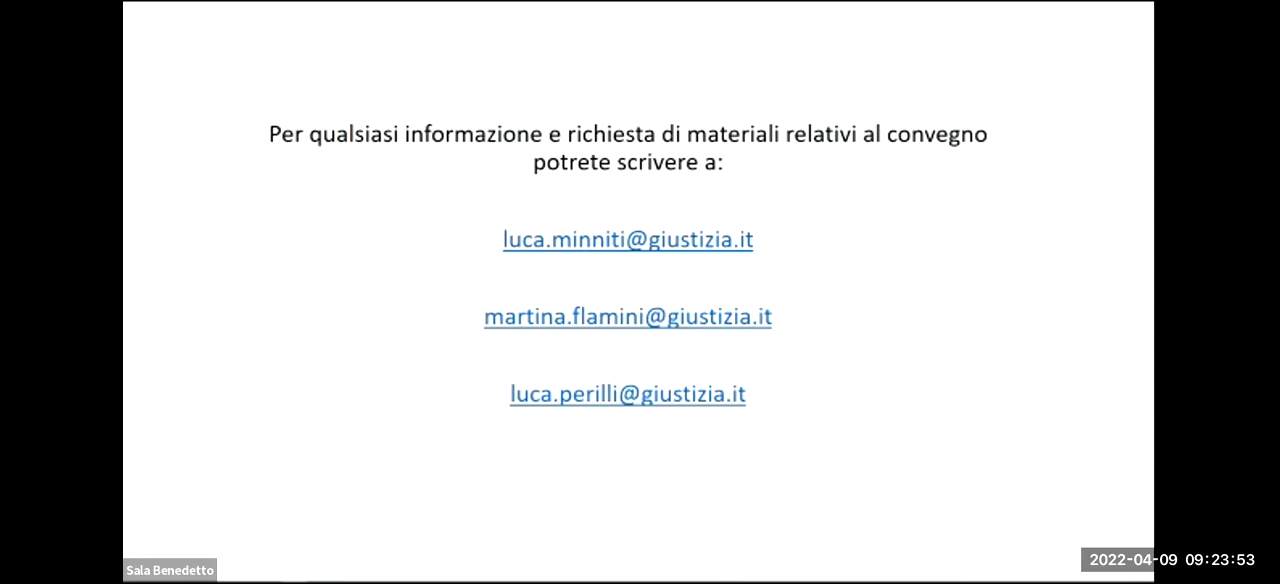 Per qualsiasi informazione e richiesta di materiali relativi al convegno
potrete scrivere a:
luca.minniti@giustizia.it
martina.flamini@giustizia.it
luca.perilli@giustizia.it
Sala Benedetto
2022-04-09 09:23:53